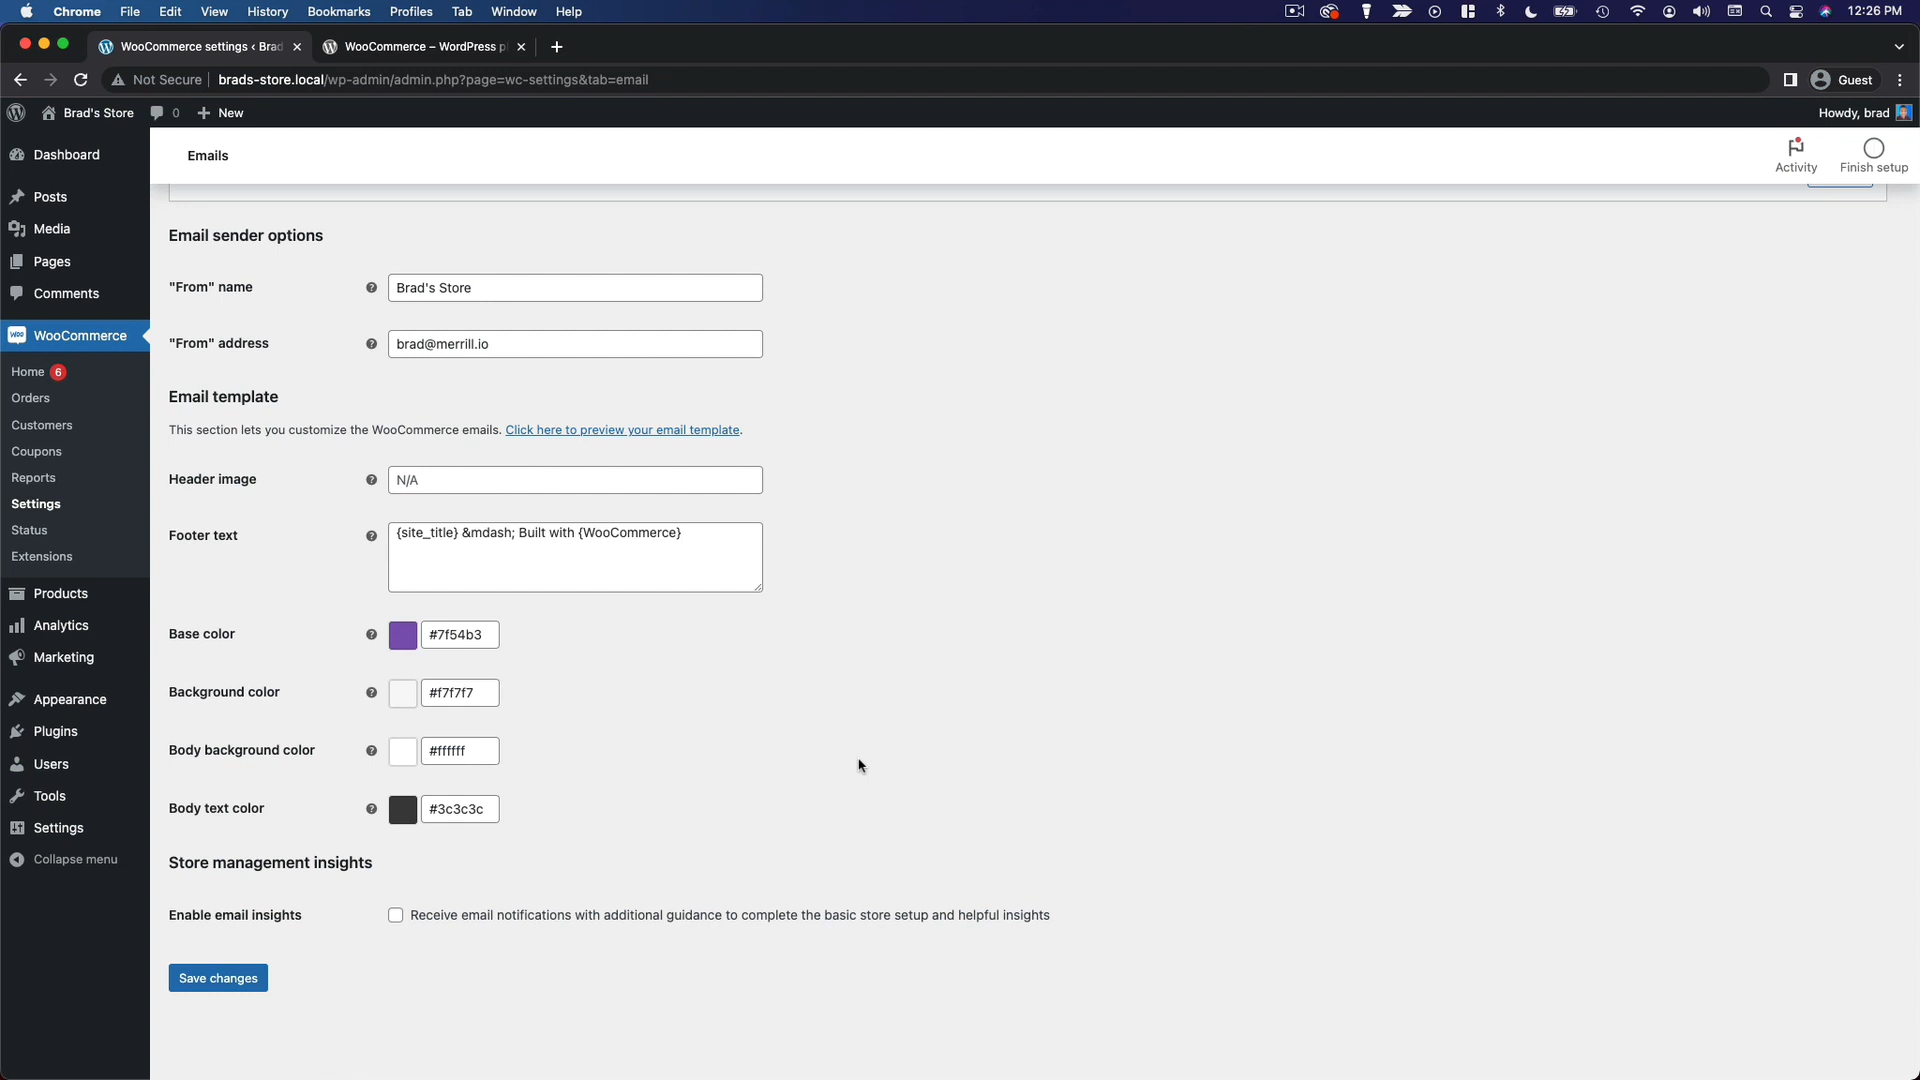 Chrome File Edit View History Bookmarks Profiles Tab Window Help 12:26 PM
WooCommerce settings ‹ Brad WooCommerce – WordPress p
Not Secure brads-store.local/wp-admin/admin.php?page=wc-settings&tab=email Guest
Brad's Store 0 New Howdy, brad
Dashboard
Posts
Media
Pages
Comments
WooCommerce
Home 6
Orders
Customers
Coupons
Reports
Settings
Status
Extensions
Products
Analytics
Marketing
Appearance
Plugins
Users
Tools
Settings
Collapse menu
Emails
Activity
Finish setup
Email sender options
"From" name Brad's Store
"From" address brad@merrill.io
Email template
This section lets you customize the WooCommerce emails. Click here to preview your email template.
Header image N/A
Footer text {site_title} &mdash; Built with {WooCommerce}
Base color #7f54b3
Background color #f7f7f7
Body background color #ffffff
Body text color #3c3c3c
Store management insights
Enable email insights Receive email notifications with additional guidance to complete the basic store setup and helpful insights
Save changes